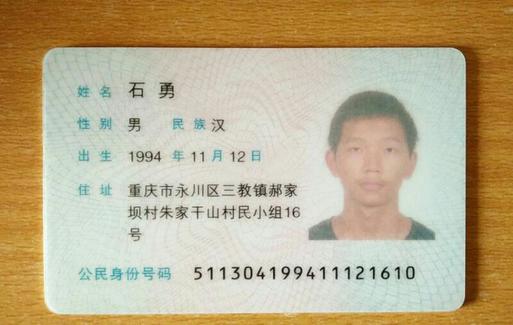 姓名 石勇
性别 男 民族 汉
出生 1994 年 11 月 12 日
住址 重庆市永川区三教镇郝家
坝村朱家干山村民小组16
号
公民身份号码 511304199411121610